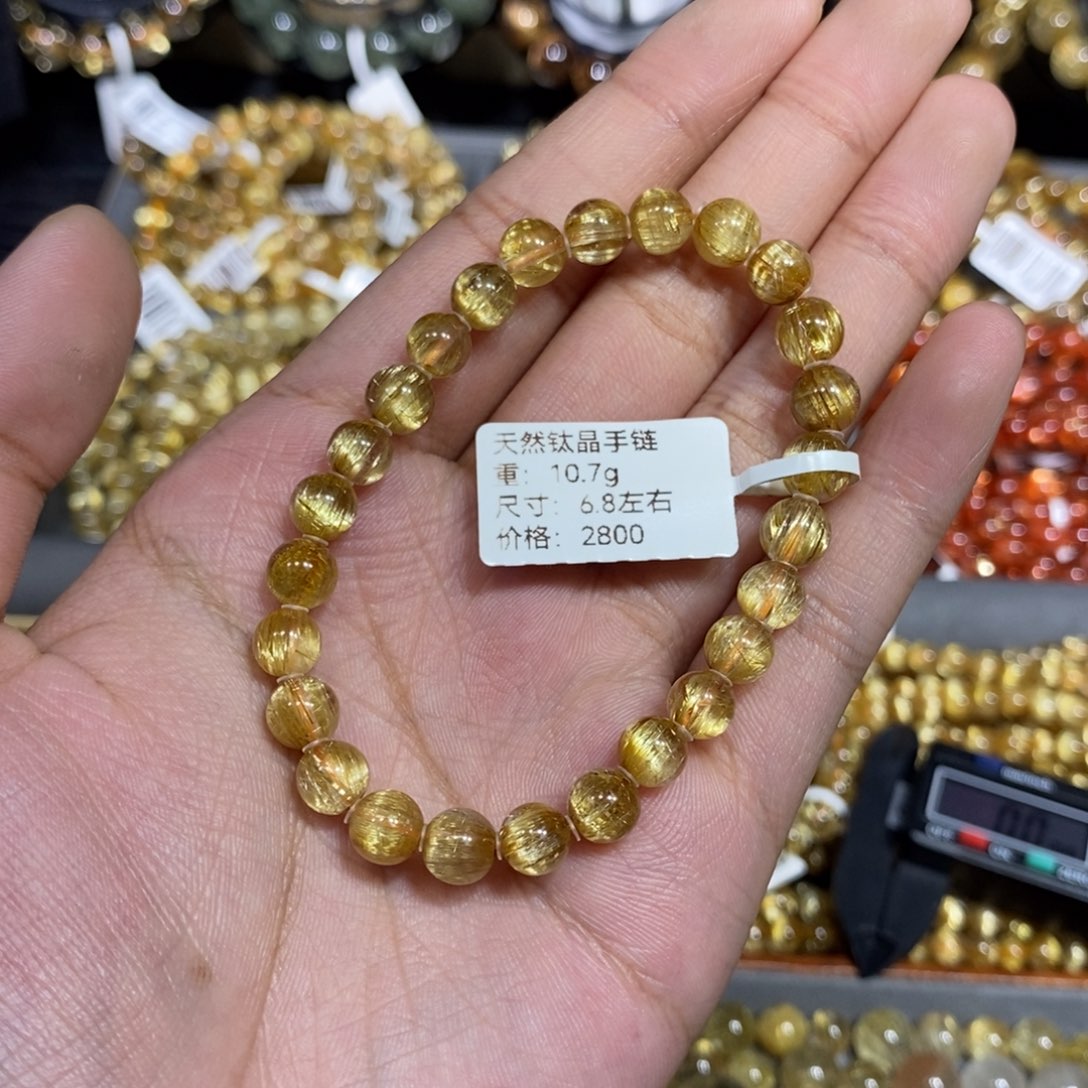 天然钛晶手链
重: 10.7g
尺寸: 6.8左右
价格: 2800